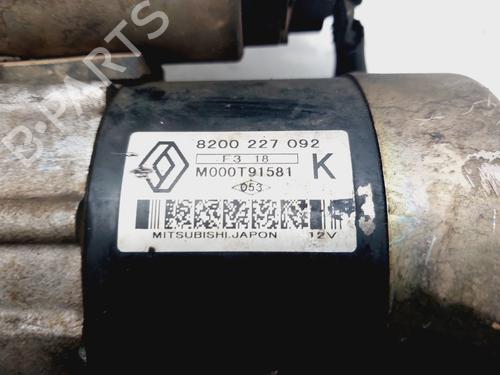 B-PARTS
8200 227 092
F3 18
M000T91581 K
053
MITSUBISHI.JAPON 12V